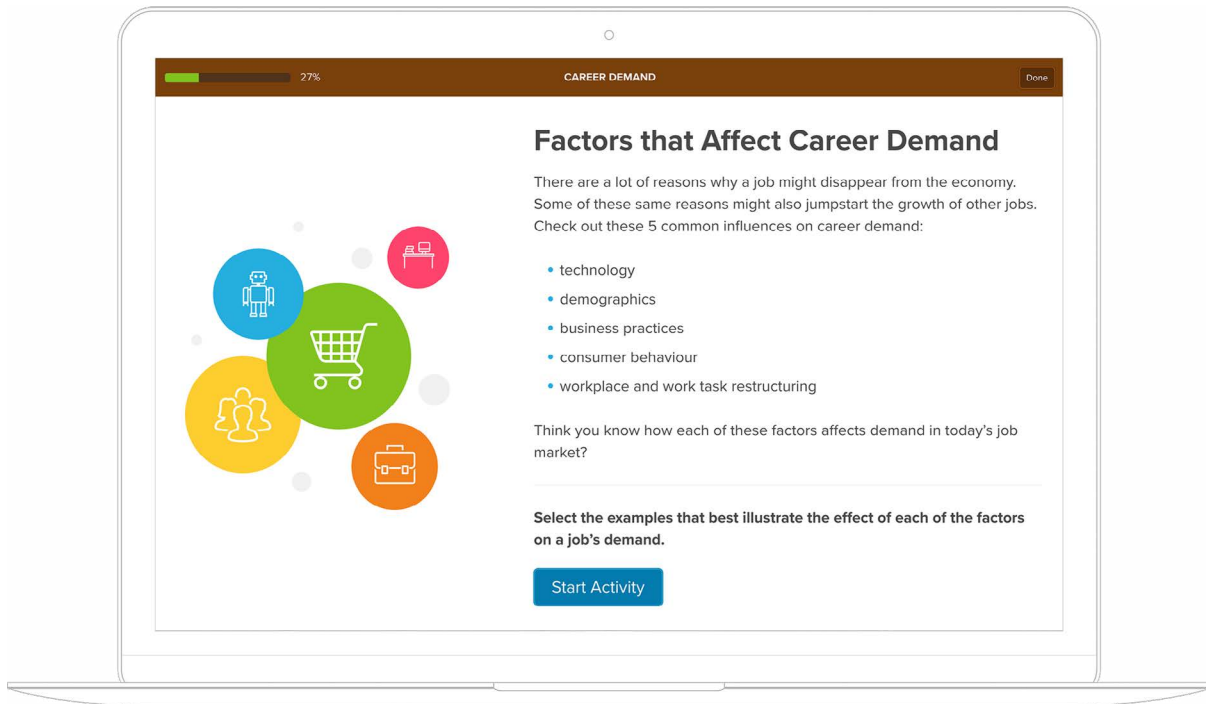 27%
CAREER DEMAND
Done
Factors that Affect Career Demand
There are a lot of reasons why a job might disappear from the economy.
Some of these same reasons might also jumpstart the growth of other jobs.
Check out these 5 common influences on career demand:
• technology
• demographics
• business practices
• consumer behaviour
• workplace and work task restructuring
Think you know how each of these factors affects demand in today's job
market?
Select the examples that best illustrate the effect of each of the factors
on a job's demand.
Start Activity